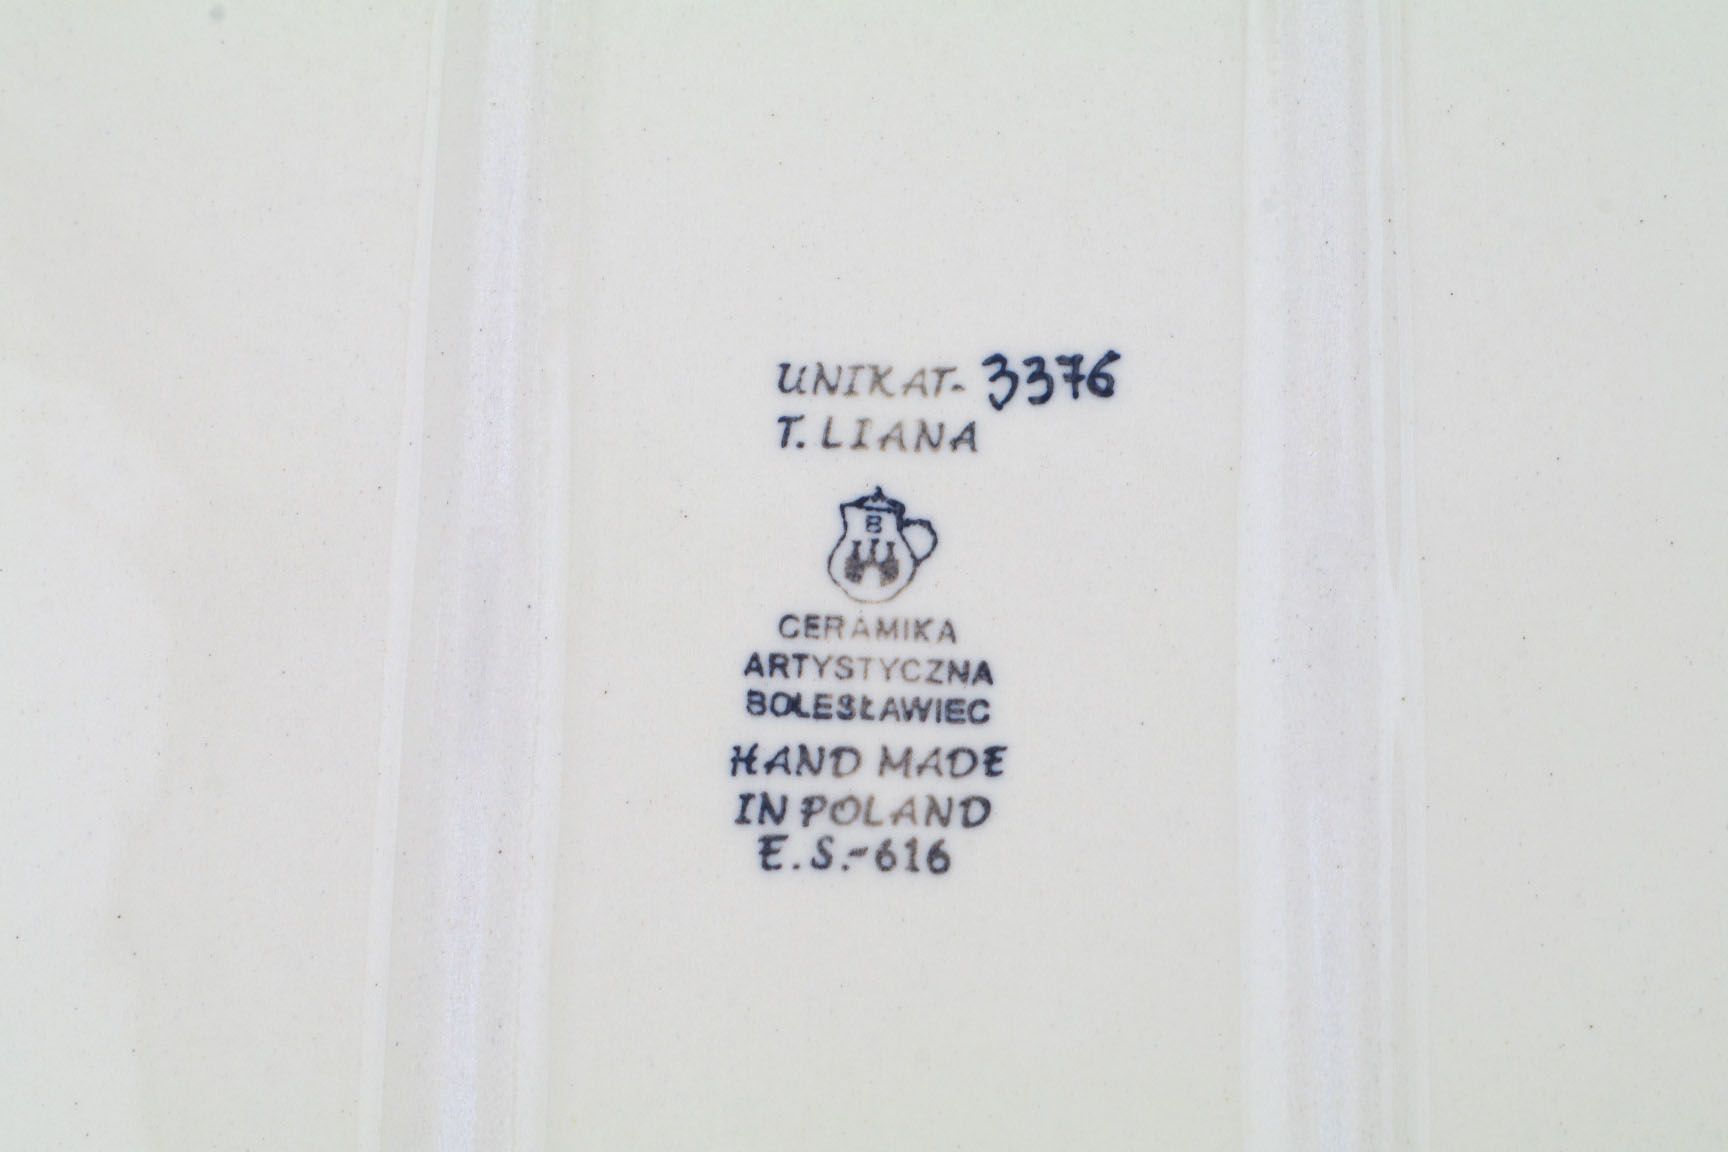 UNIKAT- 3376
T. LIANA
B
CERAMIKA
ARTYSTYCZNA
BOLESŁAWIEC
HAND MADE
IN POLAND
E.S.-616